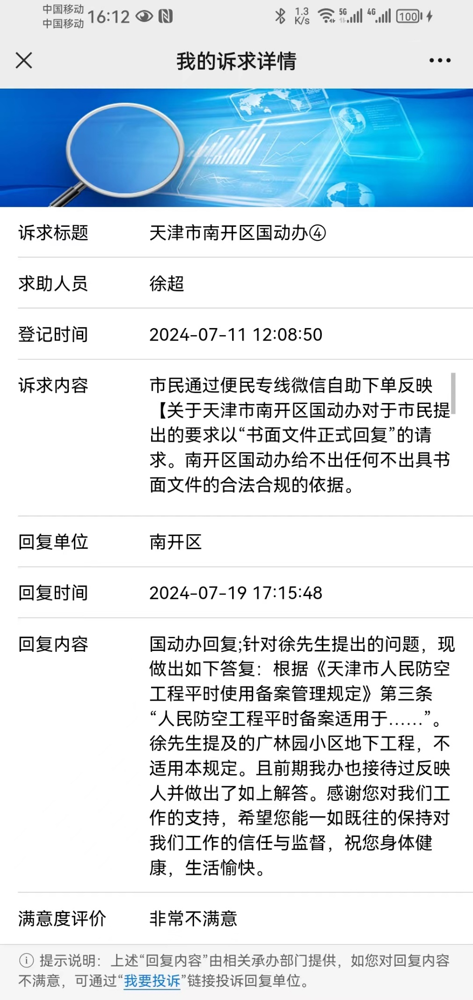 中国移动
中国移动
16:12
1.3
K/s
5G
4G
100
我的诉求详情
诉求标题
天津市南开区国动办④
求助人员
徐超
登记时间
2024-07-11 12:08:50
诉求内容
市民通过便民专线微信自助下单反映
【关于天津市南开区国动办对于市民提
出的要求以“书面文件正式回复”的请
求。南开区国动办给不出任何不出具书
面文件的合法合规的依据。
回复单位
南开区
回复时间
2024-07-19 17:15:48
回复内容
国动办回复;针对徐先生提出的问题，现
做出如下答复：根据《天津市人民防空
工程平时使用备案管理规定》第三条
“人民防空工程平时备案适用于……”。
徐先生提及的广林园小区地下工程，不
适用本规定。且前期我办也接待过反映
人并做出了如上解答。感谢您对我们工
作的支持，希望您能一如既往的保持对
我们工作的信任与监督，祝您身体健
康，生活愉快。
满意度评价
非常不满意
提示说明：上述“回复内容”由相关承办部门提供，如您对回复内容
不满意，可通过“我要投诉”链接投诉回复单位。